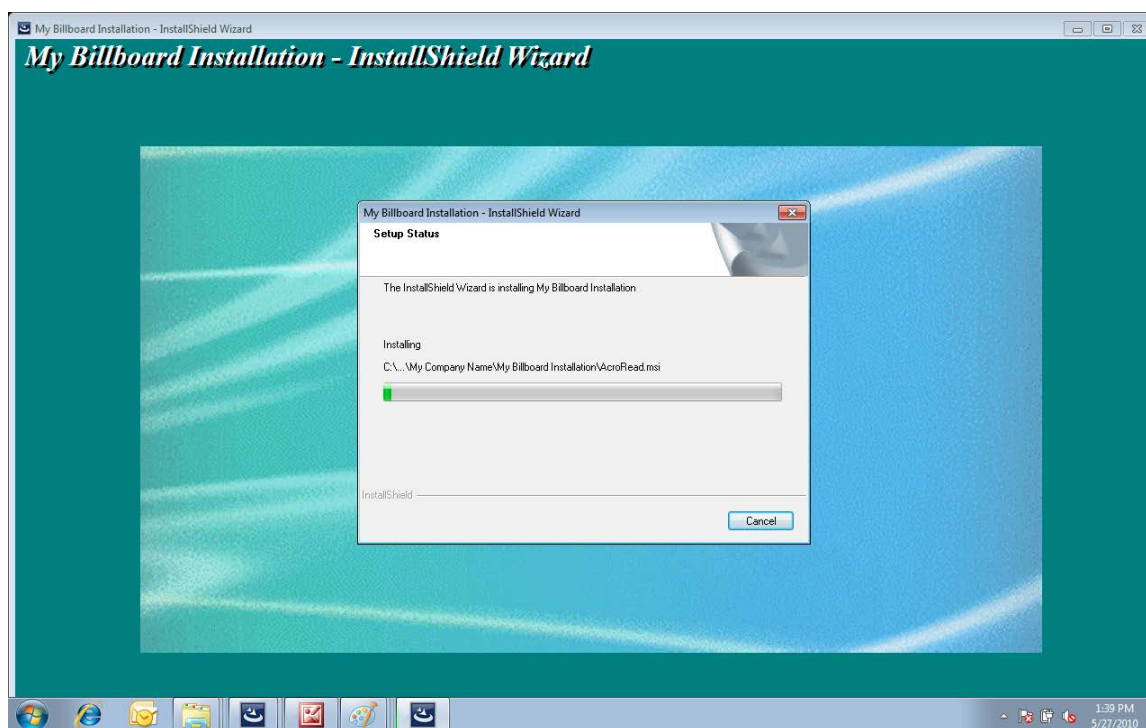 My Billboard Installation - InstallShield Wizard
My Billboard Installation - InstallShield Wizard
My Billboard Installation - InstallShield Wizard
Setup Status
The InstallShield Wizard is installing My Billboard Installation
Installing
C:\...\My Company Name\My Billboard Installation\AcroRead.msi
InstallShield
Cancel
1:39 PM
5/27/2010